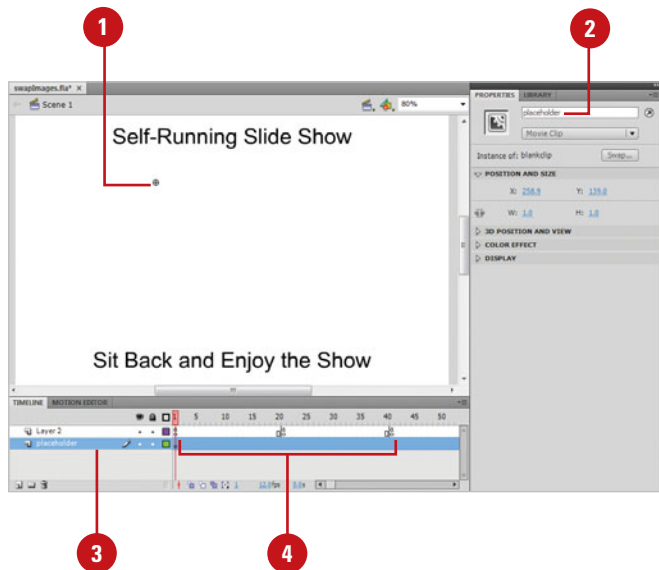 1
2
swapImages.fla* ×
Scene 1
80%
PROPERTIES LIBRARY
placeholder
Movie Clip
Instance of: blankclip Swap...
POSITION AND SIZE
X: 258.9 Y: 139.0
W: 1.0 H: 1.0
3D POSITION AND VIEW
COLOR EFFECT
DISPLAY
Self-Running Slide Show
Sit Back and Enjoy the Show
TIMELINE MOTION EDITOR
5 10 15 20 25 30 35 40 45 50
Layer 2
placeholder
1 12.0fps 0.0s
3
4